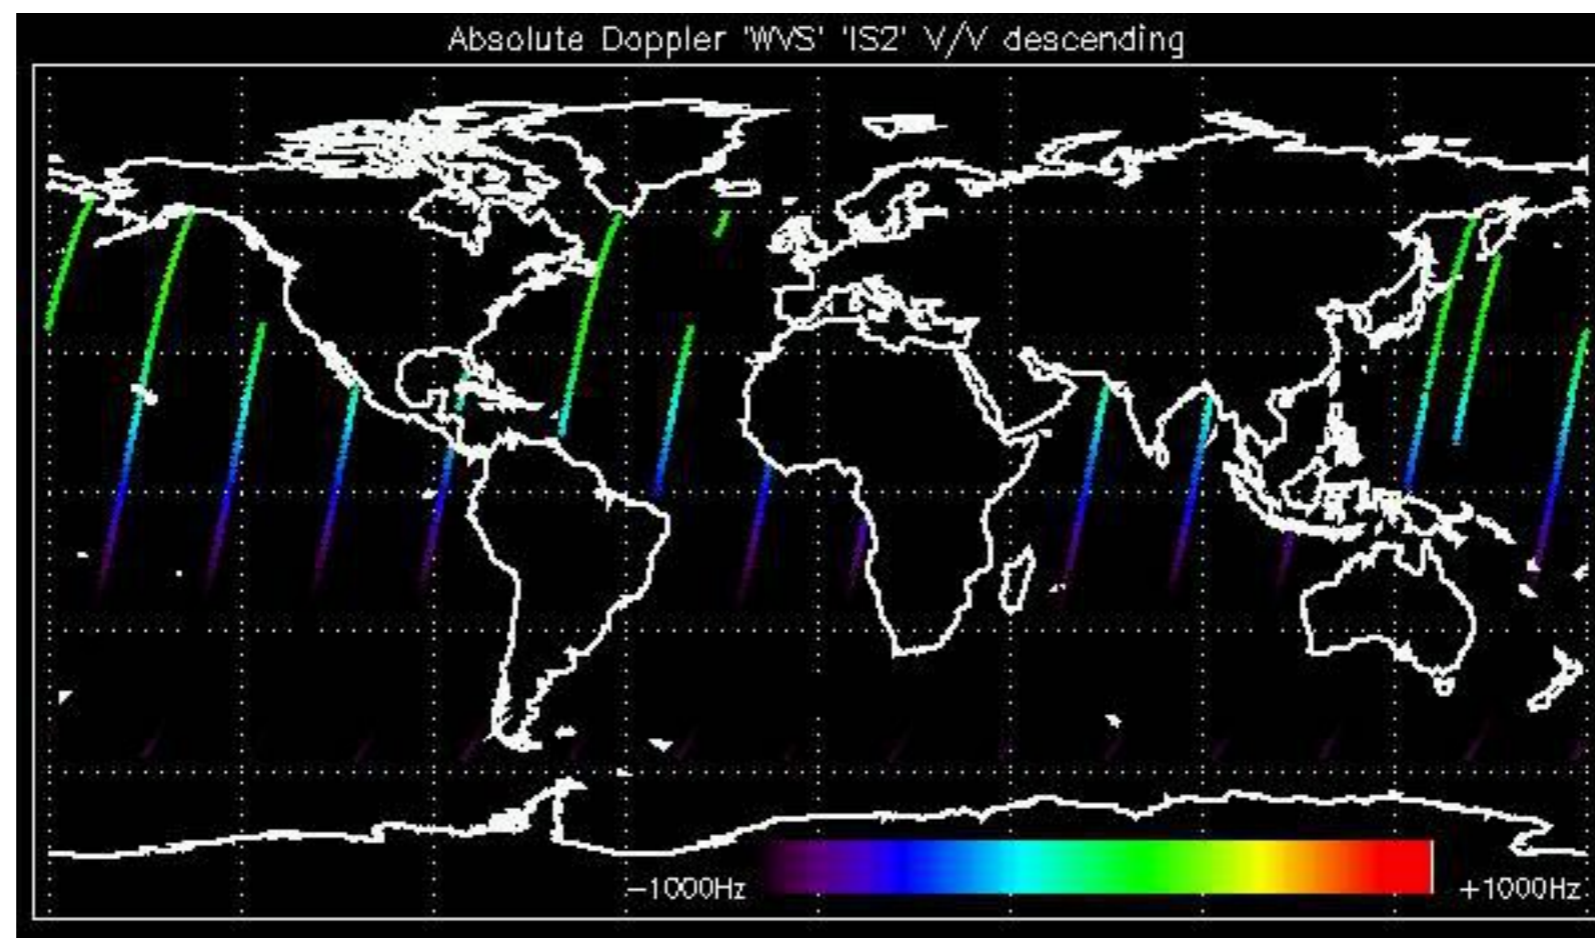 Absolute Doppler 'WVS' 'IS2' V/V descending
−1000Hz
+1000Hz